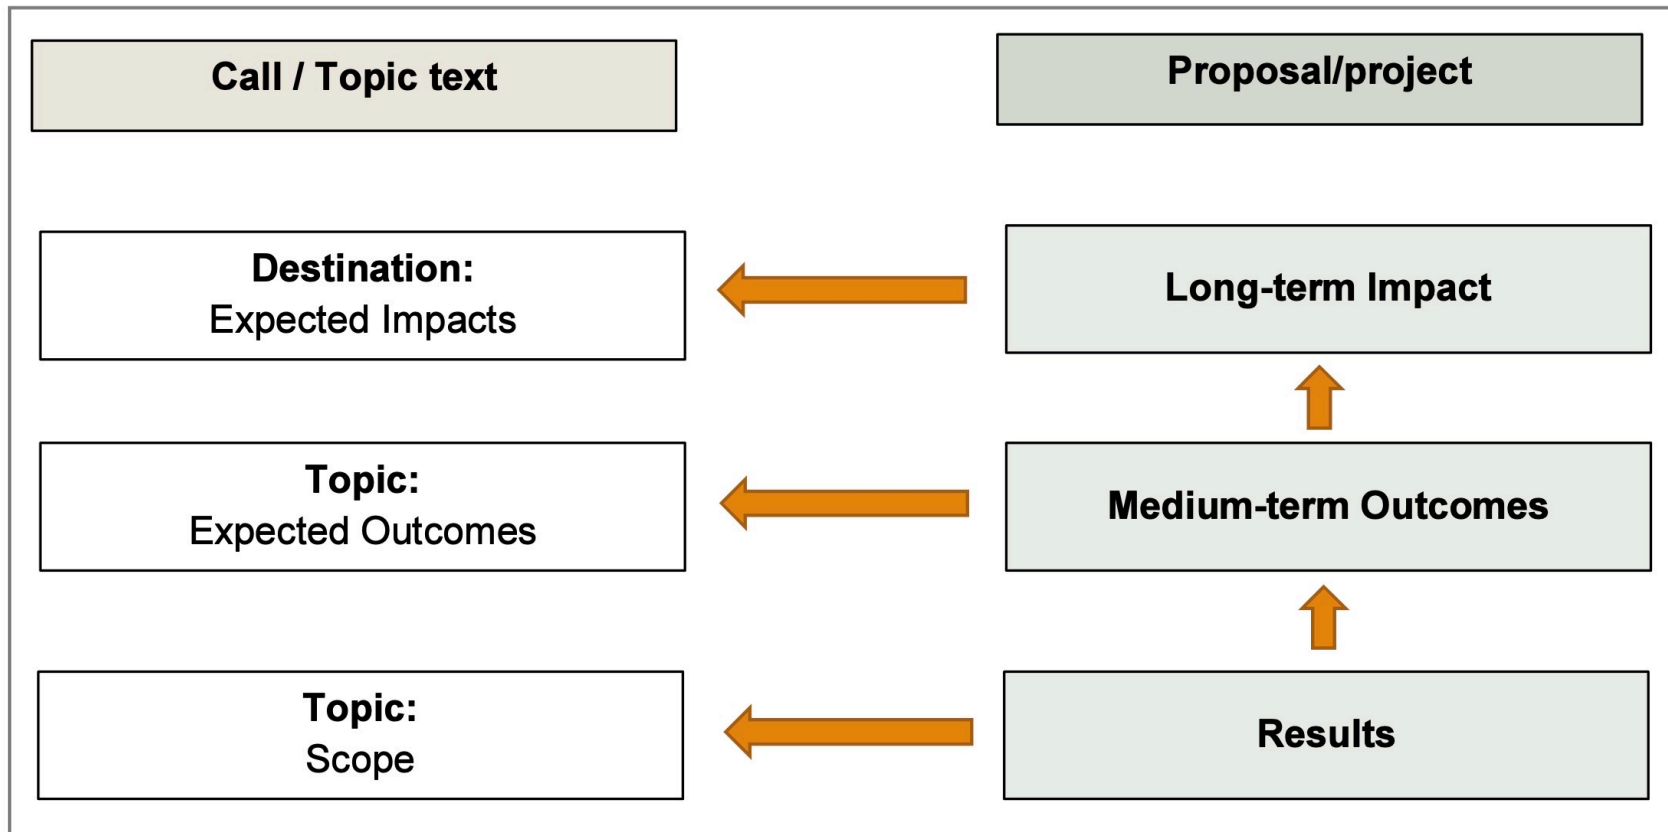 Call / Topic text
Proposal/project
Destination:
Expected Impacts
Long-term Impact
Topic:
Expected Outcomes
Medium-term Outcomes
Topic:
Scope
Results